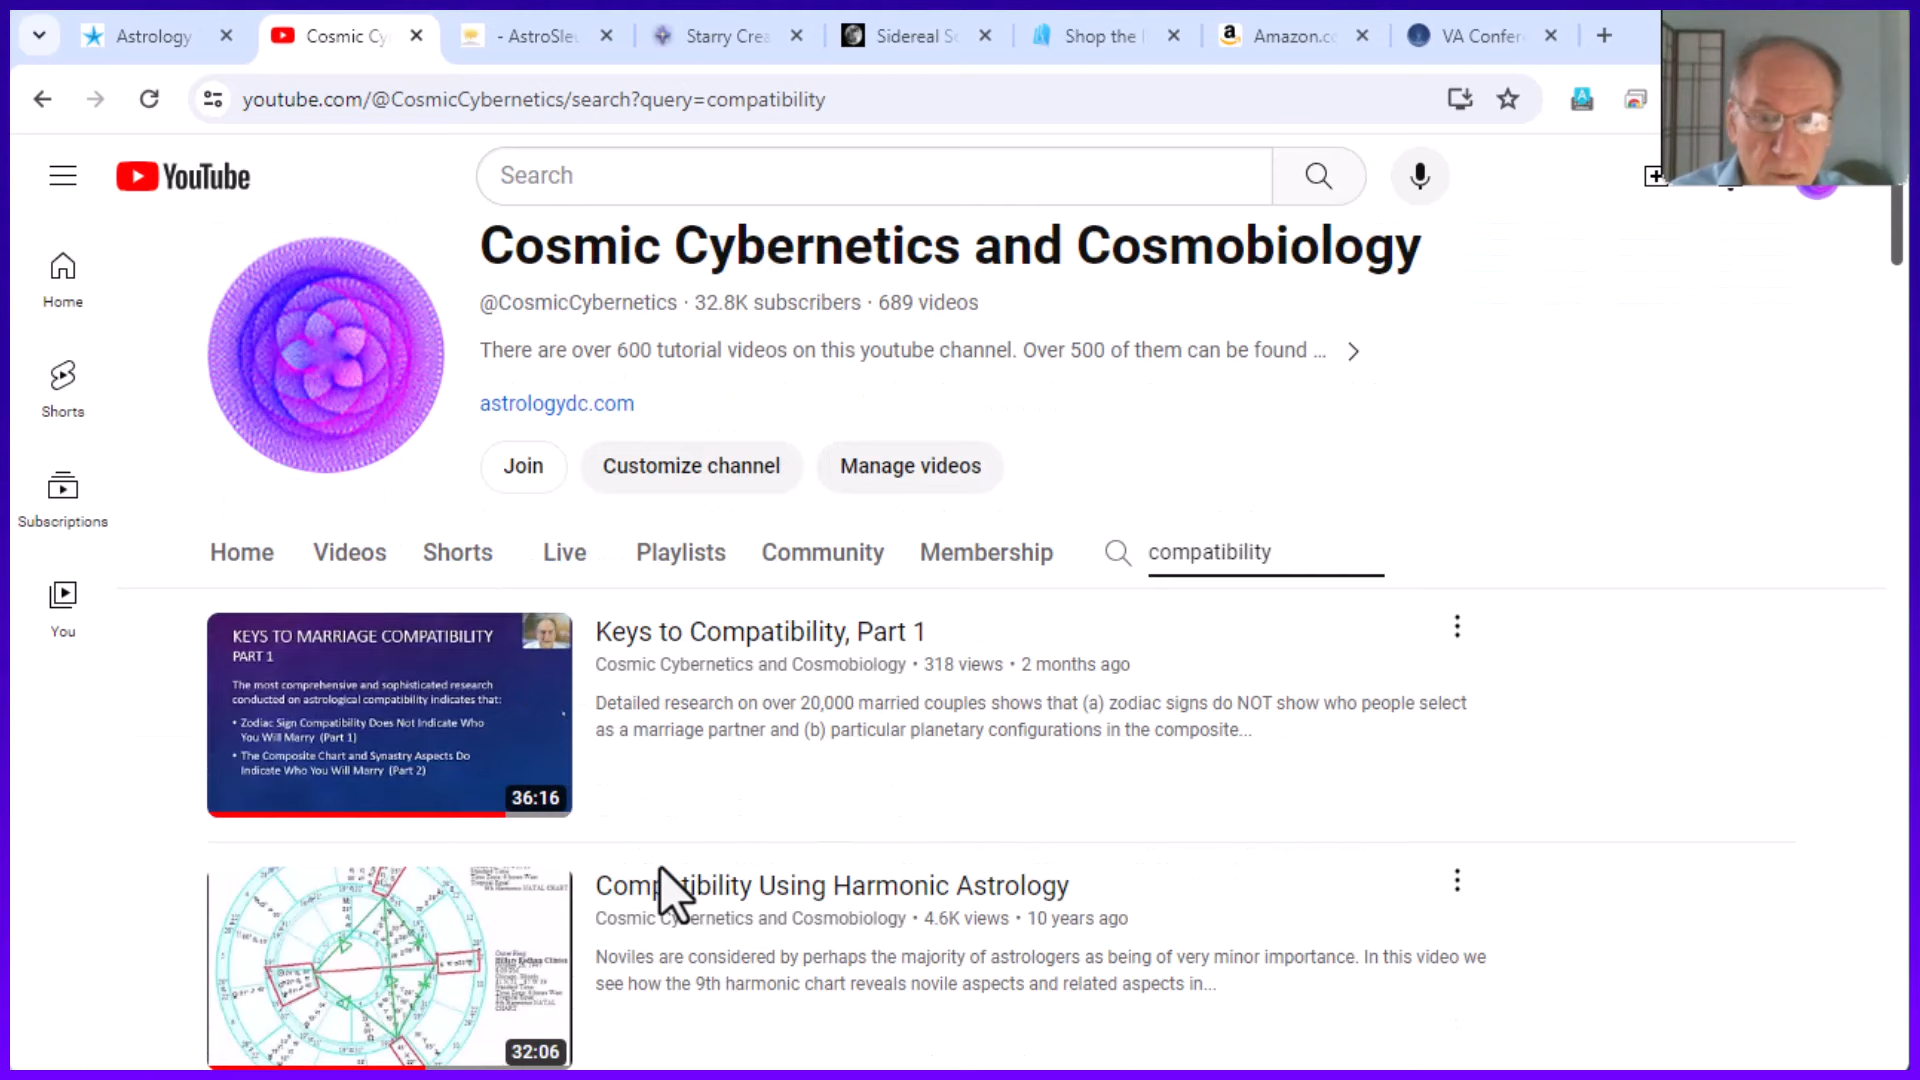 Astrology
Cosmic Cy
- AstroSle
Starry Crea
Sidereal S
Shop the
Amazon.c
VA Confer
youtube.com/@CosmicCybernetics/search?query=compatibility
YouTube
Search
Cosmic Cybernetics and Cosmobiology
@CosmicCybernetics · 32.8K subscribers · 689 videos
There are over 600 tutorial videos on this youtube channel. Over 500 of them can be found ...
astrologydc.com
Join
Customize channel
Manage videos
Home
Shorts
Subscriptions
You
Home
Videos
Shorts
Live
Playlists
Community
Membership
compatibility
KEYS TO MARRIAGE COMPATIBILITY
PART 1
The most comprehensive and sophisticated research
conducted on astrological compatibility indicates that:
• Zodiac Sign Compatibility Does Not Indicate Who
You Will Marry (Part 1)
• The Composite Chart and Synastry Aspects Do
Indicate Who You Will Marry (Part 2)
36:16
Keys to Compatibility, Part 1
Cosmic Cybernetics and Cosmobiology • 318 views • 2 months ago
Detailed research on over 20,000 married couples shows that (a) zodiac signs do NOT show who people select
as a marriage partner and (b) particular planetary configurations in the composite...
32:06
Compatibility Using Harmonic Astrology
Cosmic Cybernetics and Cosmobiology • 4.6K views • 10 years ago
Noviles are considered by perhaps the majority of astrologers as being of very minor importance. In this video we
see how the 9th harmonic chart reveals novile aspects and related aspects in...